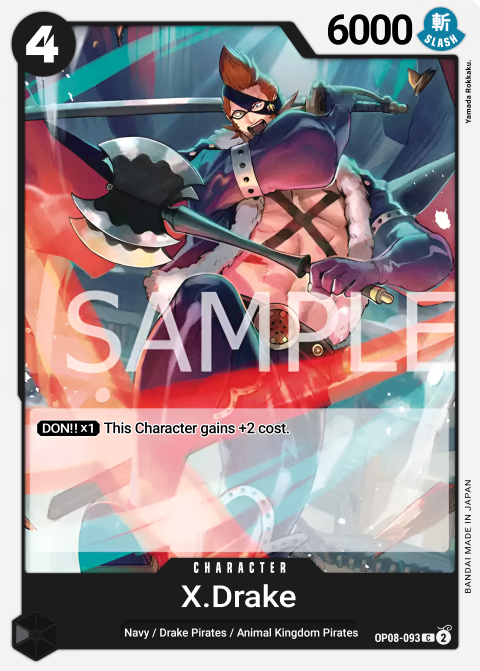 4
6000
斬
SLASH
Yamada Rokkaku.
SAMPLE
DON!!×1 This Character gains +2 cost.
BANDAI MADE IN JAPAN
CHARACTER
X.Drake
Navy / Drake Pirates / Animal Kingdom Pirates
OP08-093 C 2